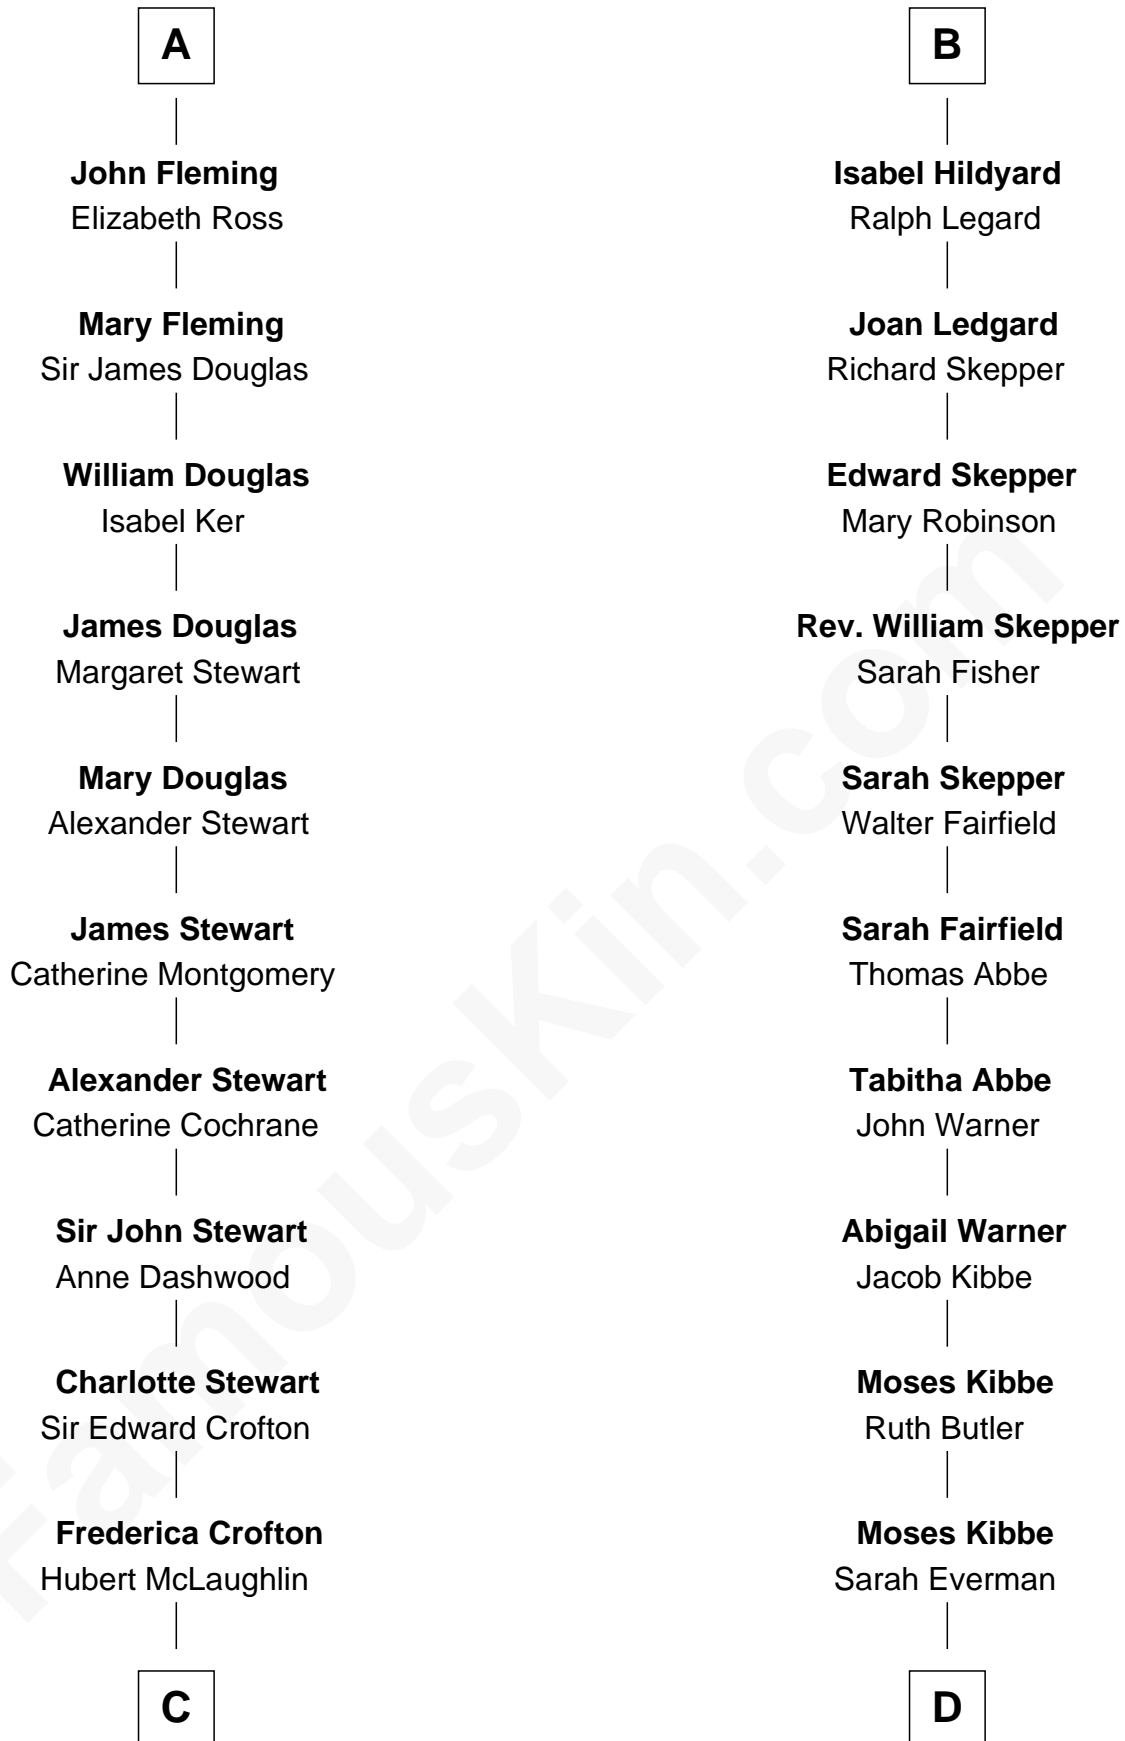 A
John Fleming
Elizabeth Ross
Mary Fleming
Sir James Douglas
William Douglas
Isabel Ker
James Douglas
Margaret Stewart
Mary Douglas
Alexander Stewart
James Stewart
Catherine Montgomery
Alexander Stewart
Catherine Cochrane
Sir John Stewart
Anne Dashwood
Charlotte Stewart
Sir Edward Crofton
Frederica Crofton
Hubert McLaughlin
C
B
Isabel Hildyard
Ralph Legard
Joan Ledgard
Richard Skepper
Edward Skepper
Mary Robinson
Rev. William Skepper
Sarah Fisher
Sarah Skepper
Walter Fairfield
Sarah Fairfield
Thomas Abbe
Tabitha Abbe
John Warner
Abigail Warner
Jacob Kibbe
Moses Kibbe
Ruth Butler
Moses Kibbe
Sarah Everman
D
FamousKin.com